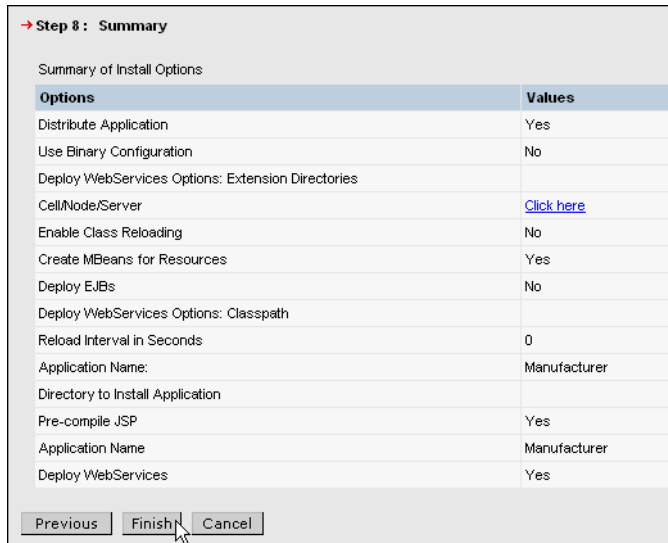 → Step 8 : Summary
Summary of Install Options
Options Values
Distribute Application Yes
Use Binary Configuration No
Deploy WebServices Options: Extension Directories
Cell/Node/Server Click here
Enable Class Reloading No
Create MBeans for Resources Yes
Deploy EJBs No
Deploy WebServices Options: Classpath
Reload Interval in Seconds 0
Application Name: Manufacturer
Directory to Install Application
Pre-compile JSP Yes
Application Name Manufacturer
Deploy WebServices Yes
Previous Finish Cancel